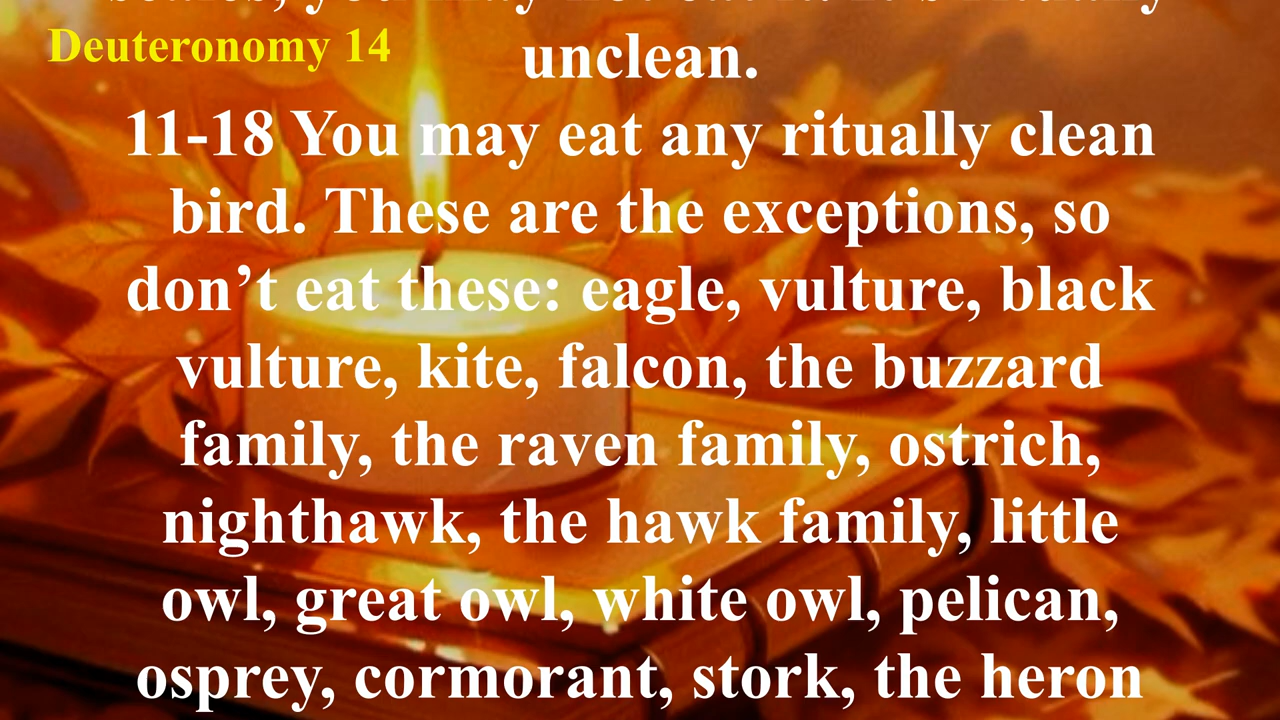 Deuteronomy 14
unclean.
11-18 You may eat any ritually clean
bird. These are the exceptions, so
don’t eat these: eagle, vulture, black
vulture, kite, falcon, the buzzard
family, the raven family, ostrich,
nighthawk, the hawk family, little
owl, great owl, white owl, pelican,
osprey, cormorant, stork, the heron